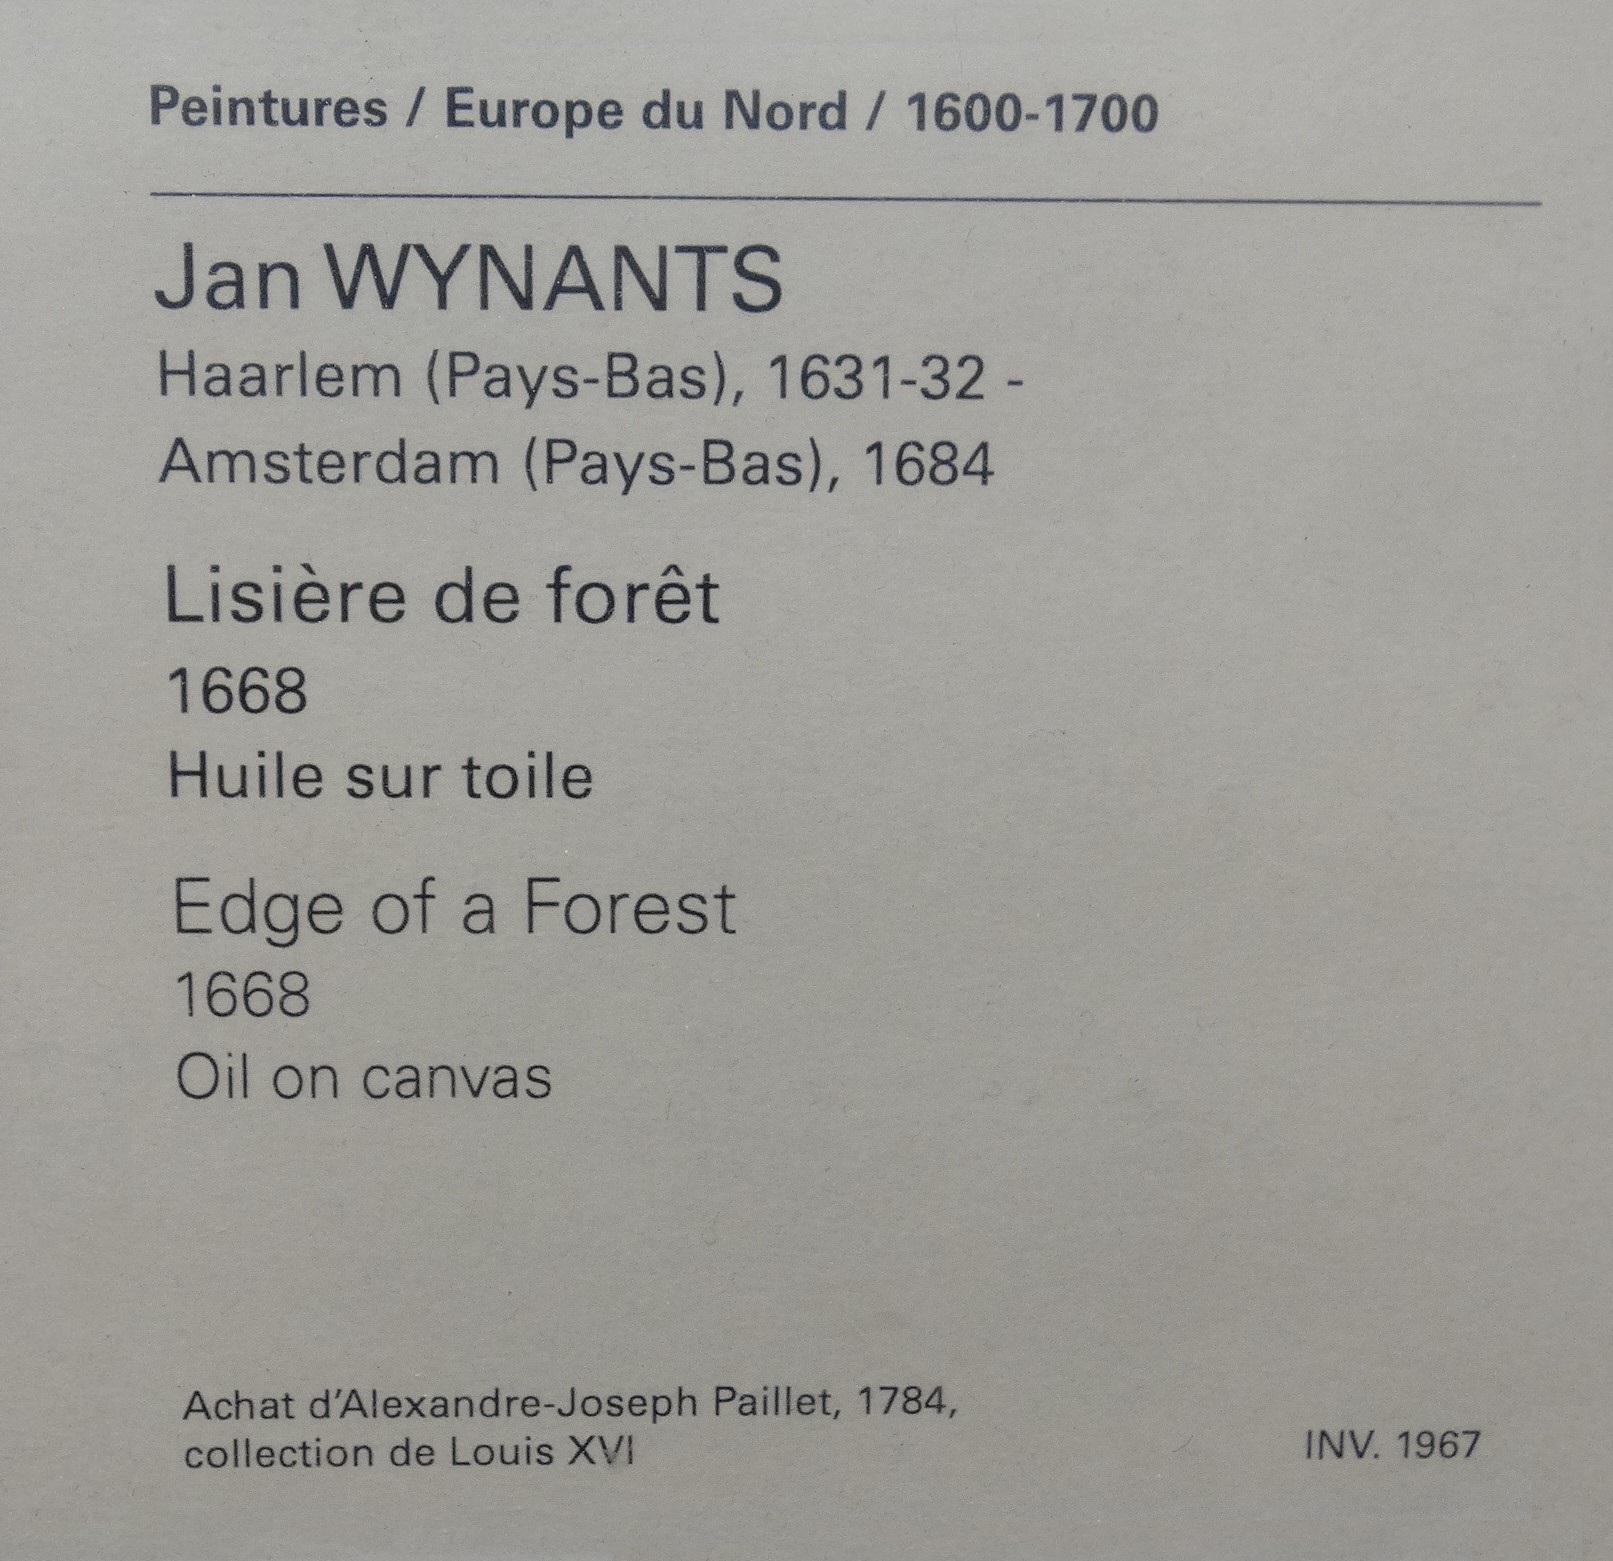 Peintures / Europe du Nord / 1600-1700
Jan WYNANTS
Haarlem (Pays-Bas), 1631-32 -
Amsterdam (Pays-Bas), 1684
Lisière de forêt
1668
Huile sur toile
Edge of a Forest
1668
Oil on canvas
Achat d'Alexandre-Joseph Paillet, 1784,
collection de Louis XVI
INV. 1967